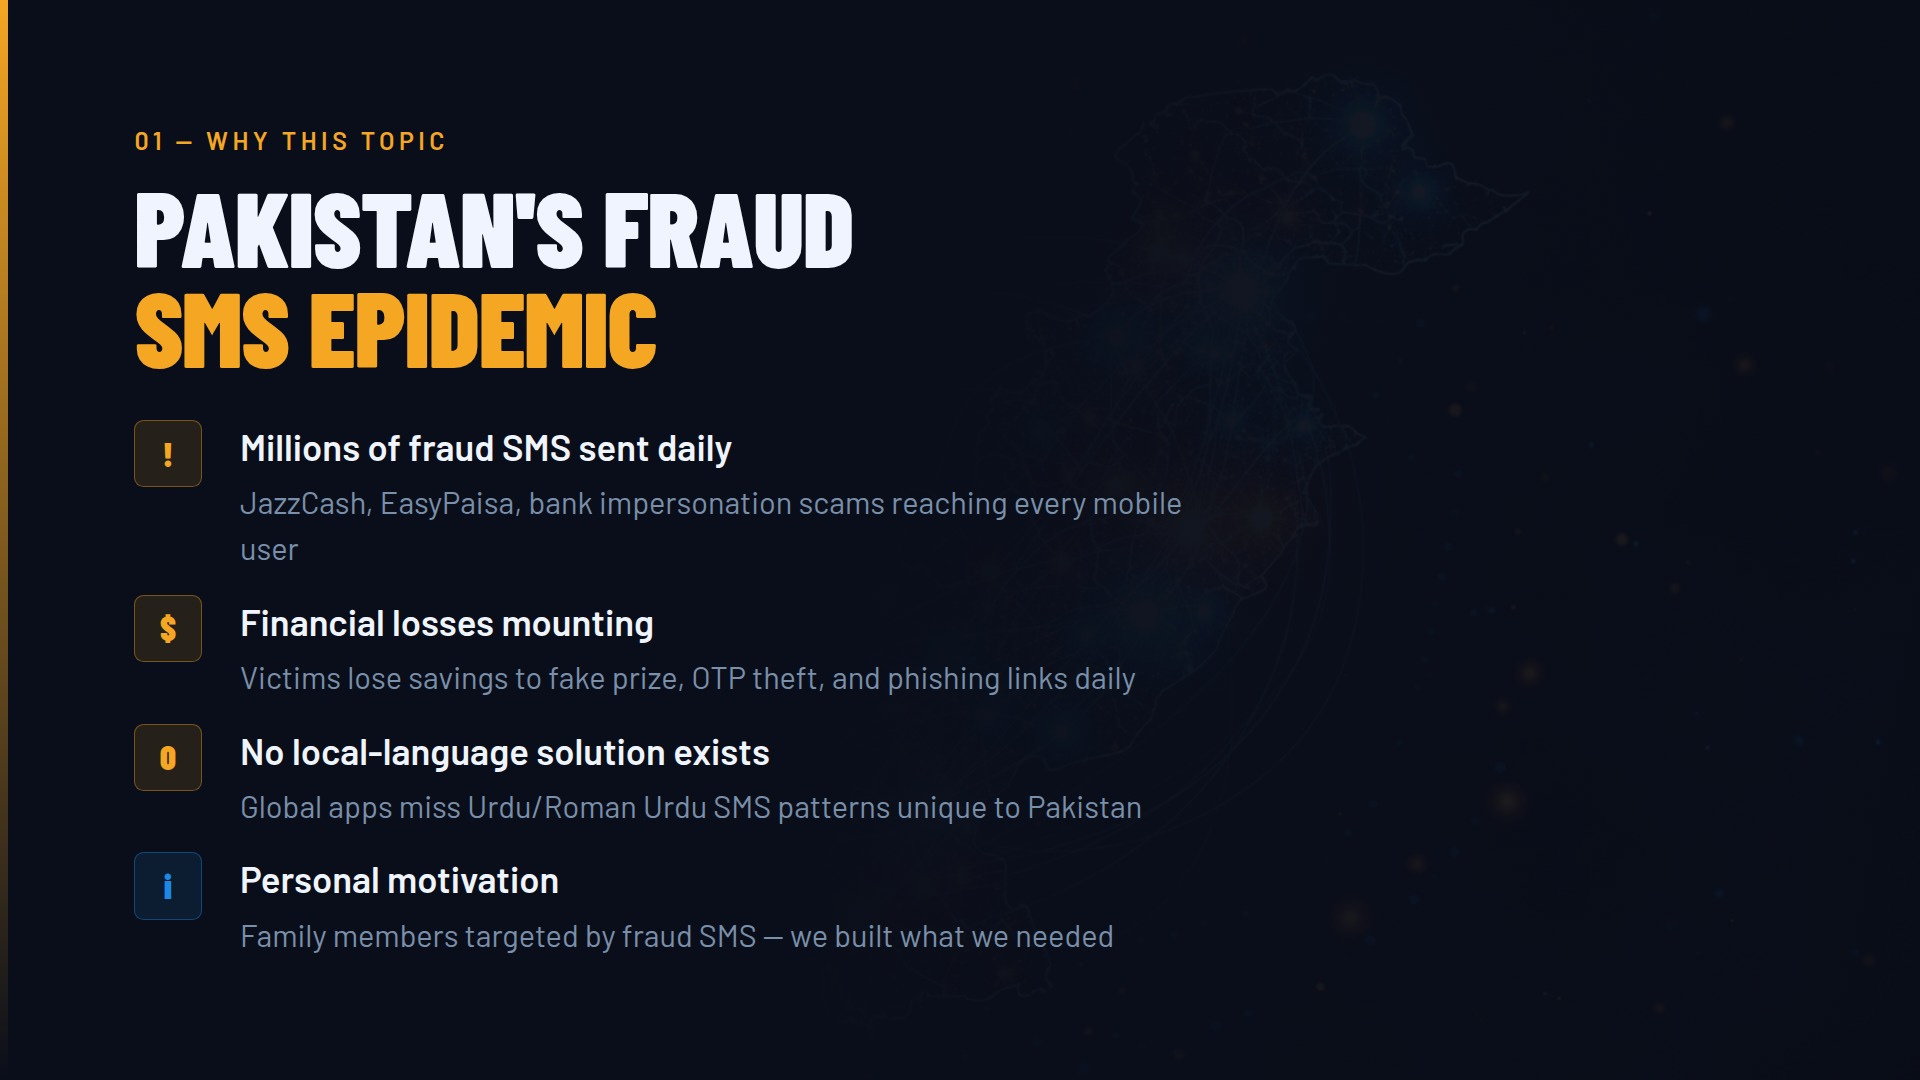 01 — WHY THIS TOPIC
PAKISTAN'S FRAUD
SMS EPIDEMIC
!
Millions of fraud SMS sent daily
JazzCash, EasyPaisa, bank impersonation scams reaching every mobile
user
$
Financial losses mounting
Victims lose savings to fake prize, OTP theft, and phishing links daily
0
No local-language solution exists
Global apps miss Urdu/Roman Urdu SMS patterns unique to Pakistan
i
Personal motivation
Family members targeted by fraud SMS — we built what we needed